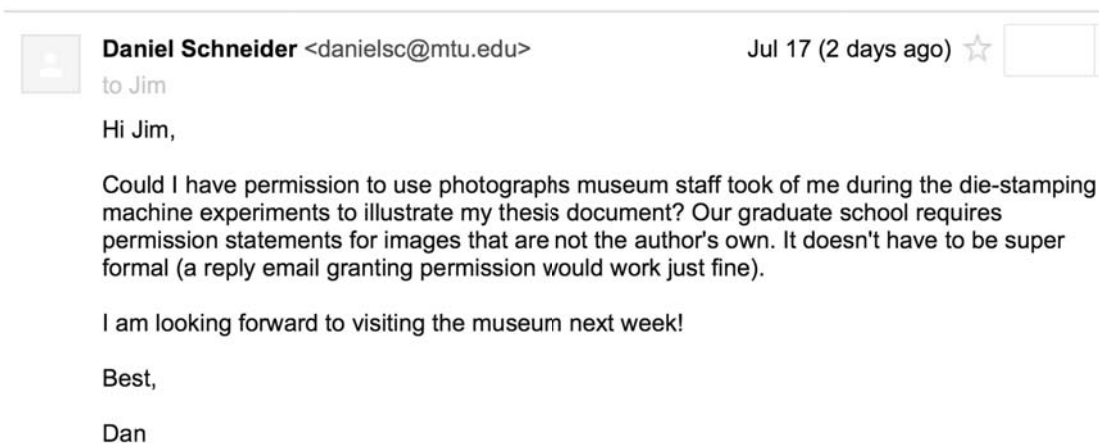 Daniel Schneider <danielsc@mtu.edu> Jul 17 (2 days ago)
to Jim
Hi Jim,
Could I have permission to use photographs museum staff took of me during the die-stamping
machine experiments to illustrate my thesis document? Our graduate school requires
permission statements for images that are not the author's own. It doesn't have to be super
formal (a reply email granting permission would work just fine).
I am looking forward to visiting the museum next week!
Best,
Dan